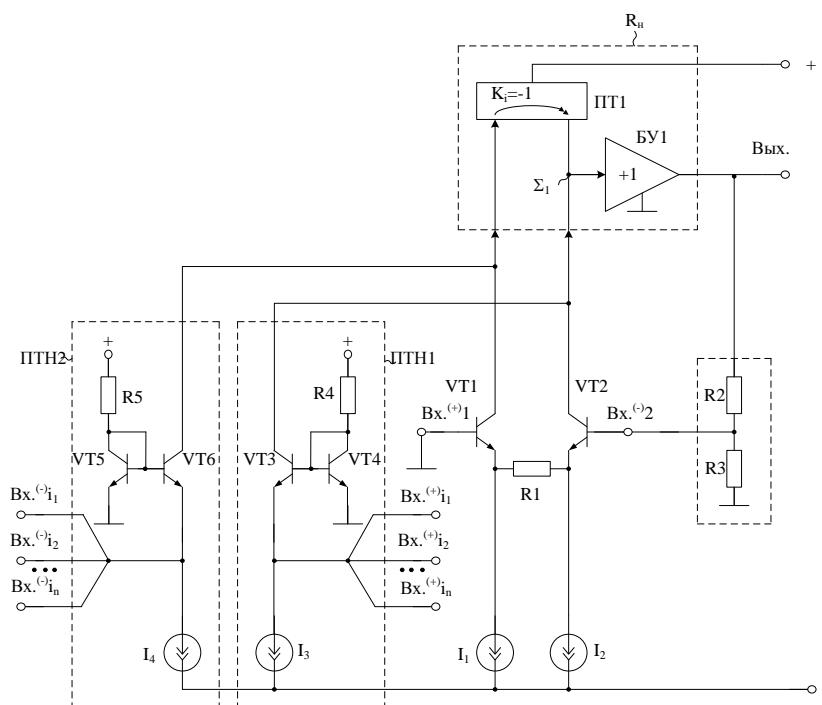 Rн
+
Ki=-1
ПТ1
БУ1
Вых.
+1
Σ1
ПТН2
+
+
ПТН1
R5
R4
VT1
VT2
R2
Вх.(+)1
Вх.(-)2
VT5
VT6
VT3
VT4
R3
R1
Вх.(-)i1
Вх.(+)i1
Вх.(-)i2
Вх.(+)i2
Вх.(-)in
Вх.(+)in
I4
I3
I1
I2